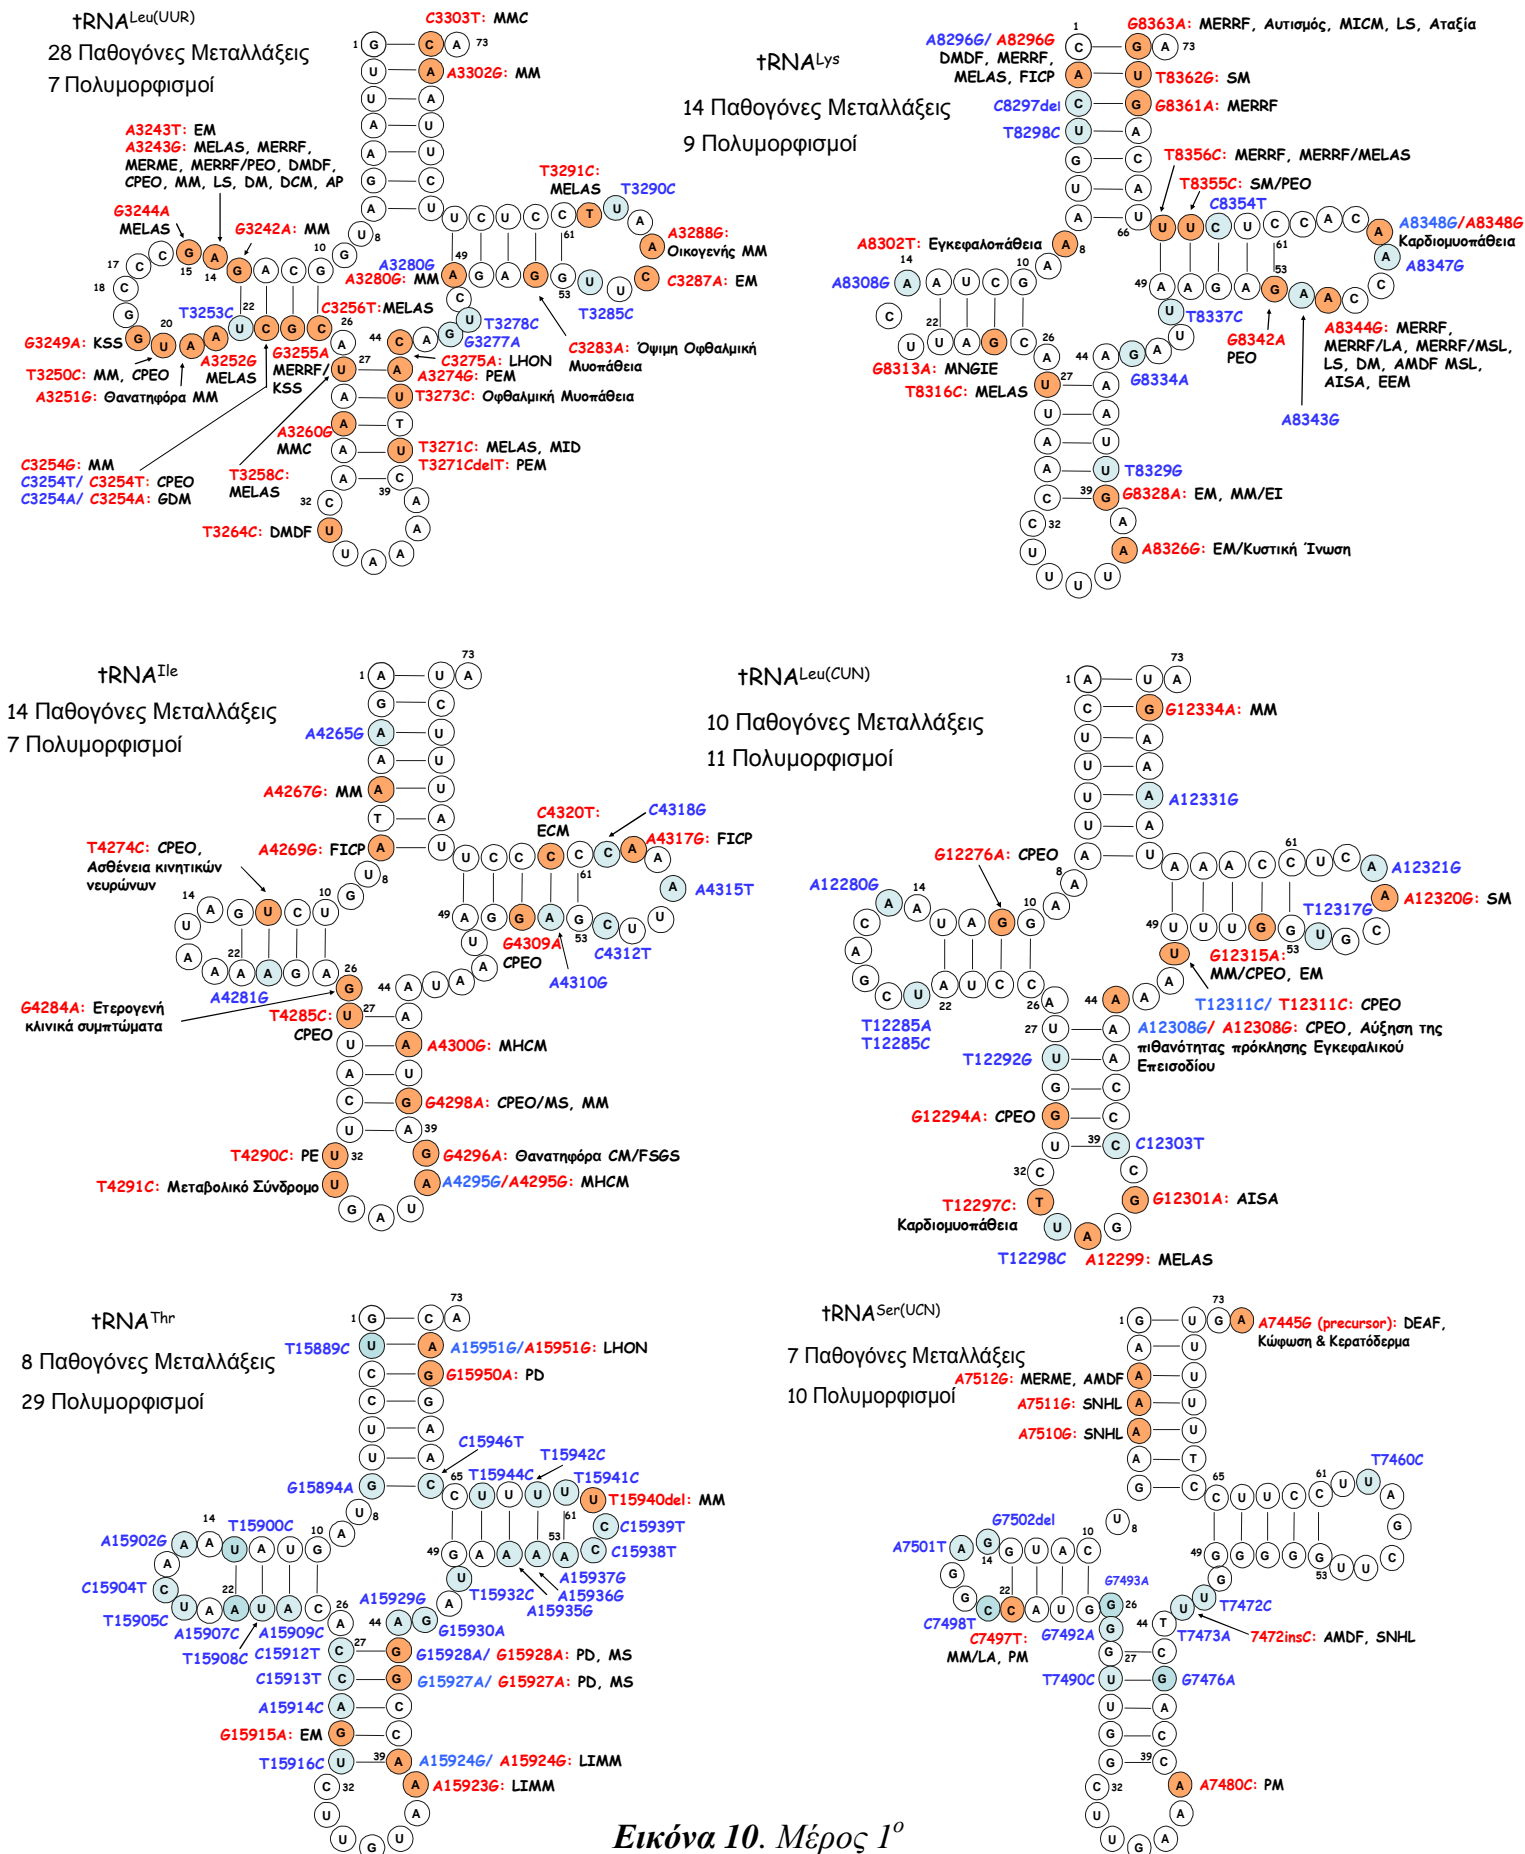 tRNA^Leu(UUR)
28 Παθογόνες Μεταλλάξεις
7 Πολυμορφισμοί
C3303T: MMC
A3302G: MM
A3243T: EM
A3243G: MELAS, MERRF,
MERME, MERRF/PEO, DMDF,
CPEO, MM, LS, DM, DCM, AP
G3244A
MELAS
G3242A: MM
T3291C:
MELAS
T3290C
A3288G:
Οικογενής MM
C3287A: EM
A3280G
A3280G: MM
T3285C
C3283A: Όψιμη Οφθαλμική
Μυοπάθεια
T3278C
G3277A
T3253C
C3256T: MELAS
G3249A: KSS
T3250C: MM, CPEO
A3251G: Θανατηφόρα MM
A3252G
MELAS
G3255A
MERRF/
KSS
C3275A: LHON
A3274G: PEM
T3273C: Οφθαλμική Μυοπάθεια
A3260G
MMC
T3271C: MELAS, MID
T3271CdelT: PEM
C3254G: MM
C3254T/ C3254T: CPEO
C3254A/ C3254A: GDM
T3258C:
MELAS
T3264C: DMDF
tRNA^Lys
14 Παθογόνες Μεταλλάξεις
9 Πολυμορφισμοί
A8296G/ A8296G
DMDF, MERRF,
MELAS, FICP
C8297del
T8298C
G8363A: MERRF, Αυτισμός, MICM, LS, Αταξία
T8362G: SM
G8361A: MERRF
T8356C: MERRF, MERRF/MELAS
T8355C: SM/PEO
C8354T
A8348G/A8348G
Καρδιομυοπάθεια
A8347G
A8302T: Εγκεφαλοπάθεια
A8308G
T8337C
G8342A
PEO
A8344G: MERRF,
MERRF/LA, MERRF/MSL,
LS, DM, AMDF MSL,
AISA, EEM
A8343G
G8313A: MNGIE
T8316C: MELAS
G8334A
T8329G
G8328A: EM, MM/EI
A8326G: EM/Κυστική Ίνωση
tRNA^Ile
14 Παθογόνες Μεταλλάξεις
7 Πολυμορφισμοί
A4265G
A4267G: MM
A4269G: FICP
T4274C: CPEO,
Ασθένεια κινητικών
νευρώνων
C4320T:
ECM
C4318G
A4317G: FICP
A4315T
C4312T
G4309A
CPEO
A4310G
A4281G
G4284A: Ετερογενή
κλινικά συμπτώματα
T4285C:
CPEO
A4300G: MHCM
G4298A: CPEO/MS, MM
G4296A: Θανατηφόρα CM/FSGS
A4295G/A4295G: MHCM
T4290C: PE
T4291C: Μεταβολικό Σύνδρομο
tRNA^Leu(CUN)
10 Παθογόνες Μεταλλάξεις
11 Πολυμορφισμοί
G12334A: MM
A12331G
G12276A: CPEO
A12280G
A12321G
A12320G: SM
T12317G
G12315A:
MM/CPEO, EM
T12311C/ T12311C: CPEO
A12308G/ A12308G: CPEO, Αύξηση της
πιθανότητας πρόκλησης Εγκεφαλικού
Επεισοδίου
T12285A
T12285C
T12292G
G12294A: CPEO
C12303T
T12297C:
Καρδιομυοπάθεια
G12301A: AISA
T12298C
A12299: MELAS
tRNA^Thr
8 Παθογόνες Μεταλλάξεις
29 Πολυμορφισμοί
T15889C
A15951G/A15951G: LHON
G15950A: PD
G15894A
C15946T
T15944C
T15942C
T15941C
T15940del: MM
C15939T
C15938T
A15937G
A15936G
A15935G
T15932C
A15902G
T15900C
C15904T
T15905C
A15907C
T15908C
A15909C
A15929G
G15930A
C15912T
C15913T
G15928A/ G15928A: PD, MS
G15927A/ G15927A: PD, MS
A15914C
G15915A: EM
T15916C
A15924G/ A15924G: LIMM
A15923G: LIMM
tRNA^Ser(UCN)
7 Παθογόνες Μεταλλάξεις
10 Πολυμορφισμοί
A7445G (precursor): DEAF,
Κώφωση & Κερατόδερμα
A7512G: MERME, AMDF
A7511G: SNHL
A7510G: SNHL
T7460C
G7502del
A7501T
C7498T
C7497T:
MM/LA, PM
G7493A
G7492A
T7472C
T7473A
7472insC: AMDF, SNHL
T7490C
G7476A
A7480C: PM
Εικόνα 10. Μέρος 1^ο